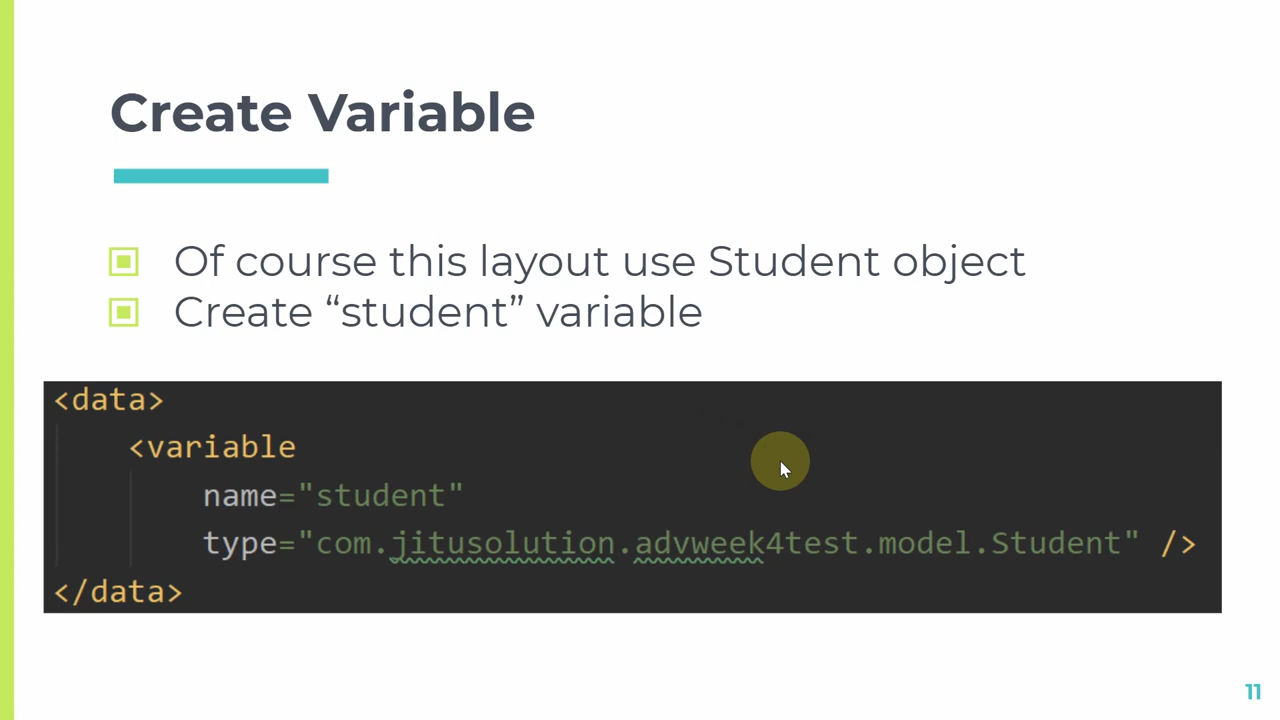 Create Variable
Of course this layout use Student object
Create “student” variable
<data>
<variable
name="student"
type="com.jitusolution.advweek4test.model.Student" />
</data>
11